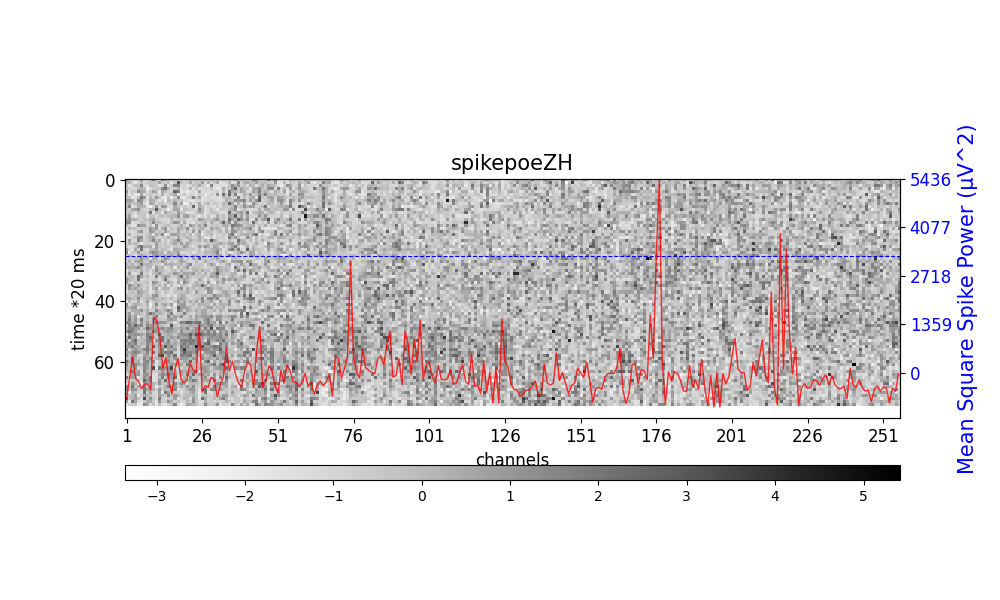 spikepoeZH
0
20
40
60
time *20 ms
5436
4077
2718
1359
0
Mean Square Spike Power (µV^2)
1 26 51 76 101 126 151 176 201 226 251
channels
−3 −2 −1 0 1 2 3 4 5